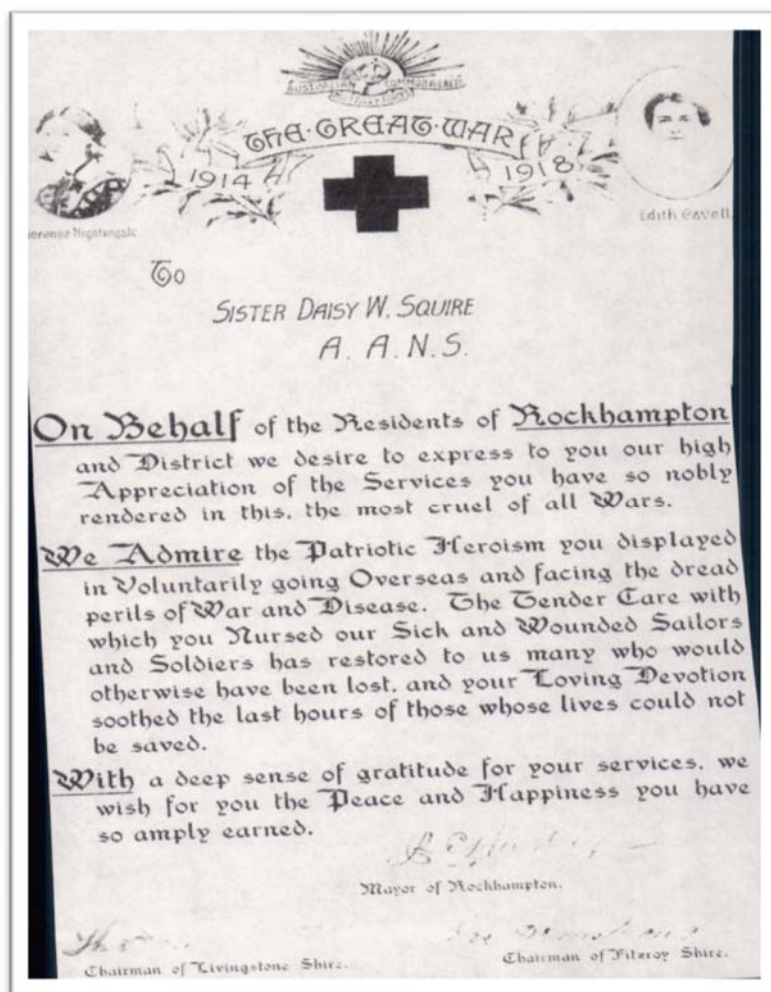 AUSTRALIAN COMMONWEALTH
MILITARY FORCES
THE GREAT WAR
1914 1918
Florence Nightingale
Edith Cavell
To
SISTER DAISY W. SQUIRE
A. A. N. S.
On Behalf of the Residents of Rockhampton
and District we desire to express to you our high
Appreciation of the Services you have so nobly
rendered in this, the most cruel of all Wars.
We Admire the Patriotic Heroism you displayed
in Voluntarily going Overseas and facing the dread
perils of War and Disease. The Tender Care with
which you Nursed our Sick and Wounded Sailors
and Soldiers has restored to us many who would
otherwise have been lost, and your Loving Devotion
soothed the last hours of those whose lives could not
be saved.
With a deep sense of gratitude for your services, we
wish for you the Peace and Happiness you have
so amply earned.
Mayor of Rockhampton.
Chairman of Livingstone Shire.
Chairman of Fitzroy Shire.